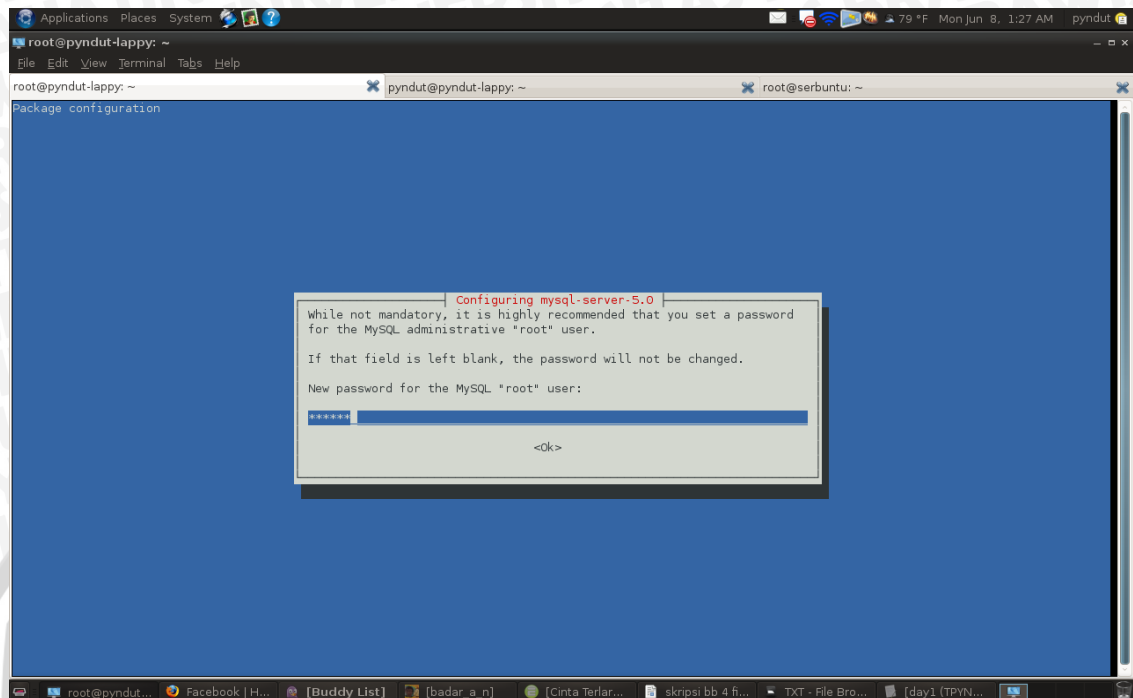 Applications Places System 79 °F Mon Jun 8, 1:27 AM pyndut
root@pyndut-lappy: ~
File Edit View Terminal Tabs Help
root@pyndut-lappy: ~ pyndut@pyndut-lappy: ~ root@serbuntu: ~
Package configuration
Configuring mysql-server-5.0
While not mandatory, it is highly recommended that you set a password
for the MySQL administrative "root" user.
If that field is left blank, the password will not be changed.
New password for the MySQL "root" user:
******
<Ok>
root@pyndut... Facebook | H... [Buddy List] [badar_a_n] [Cinta Terlar... skripsi bb 4 fi... TXT - File Bro... [day1 (TPYN...